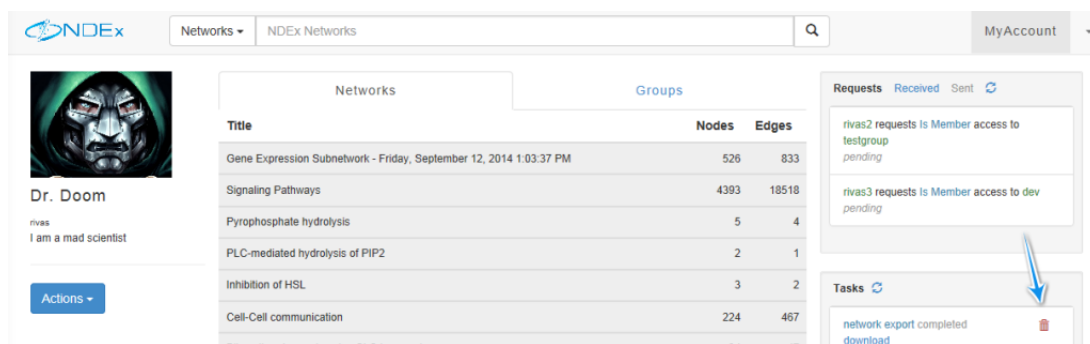 NDEx
Networks
NDEx Networks
MyAccount
Dr. Doom
rivas
I am a mad scientist
Actions
Networks
Groups
Title Nodes Edges
Gene Expression Subnetwork - Friday, September 12, 2014 1:03:37 PM 526 833
Signaling Pathways 4393 18518
Pyrophosphate hydrolysis 5 4
PLC-mediated hydrolysis of PIP2 2 1
Inhibition of HSL 3 2
Cell-Cell communication 224 467
Requests Received Sent
rivas2 requests Is Member access to
testgroup
pending
rivas3 requests Is Member access to dev
pending
Tasks
network export completed
download